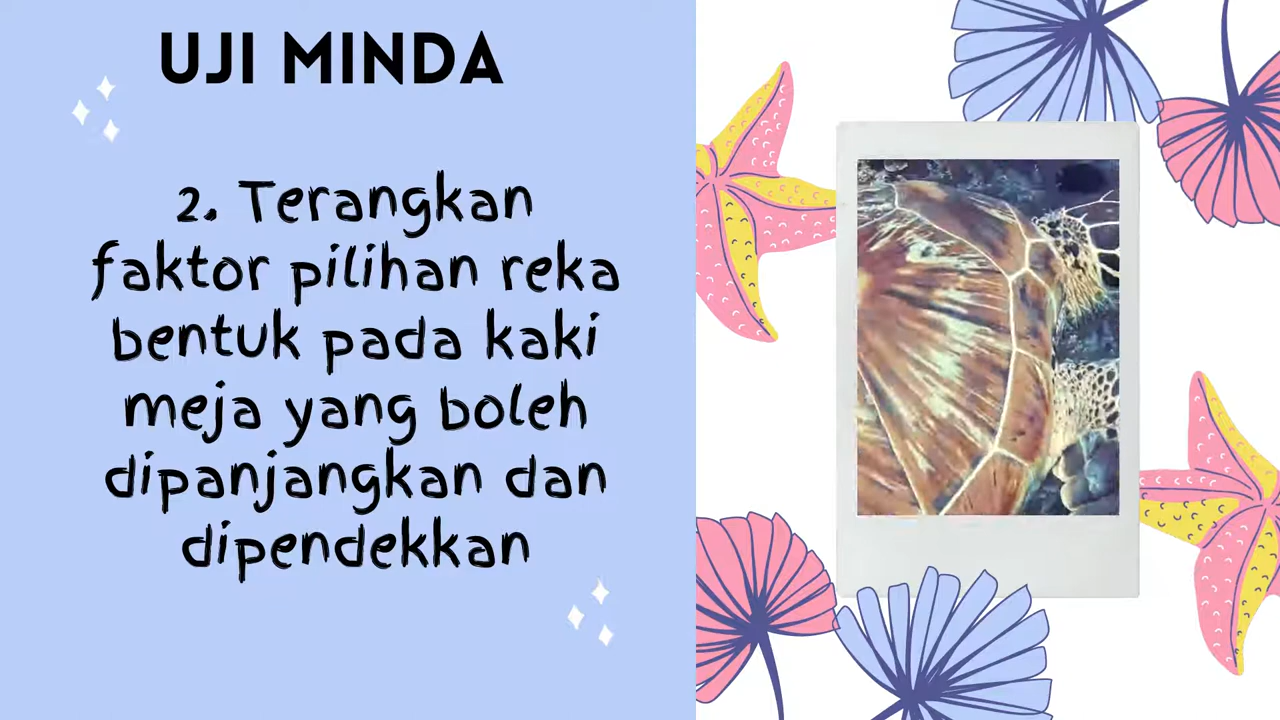 UJI MINDA
2. Terangkan
faktor pilihan reka
bentuk pada kaki
meja yang boleh
dipanjangkan dan
dipendekkan